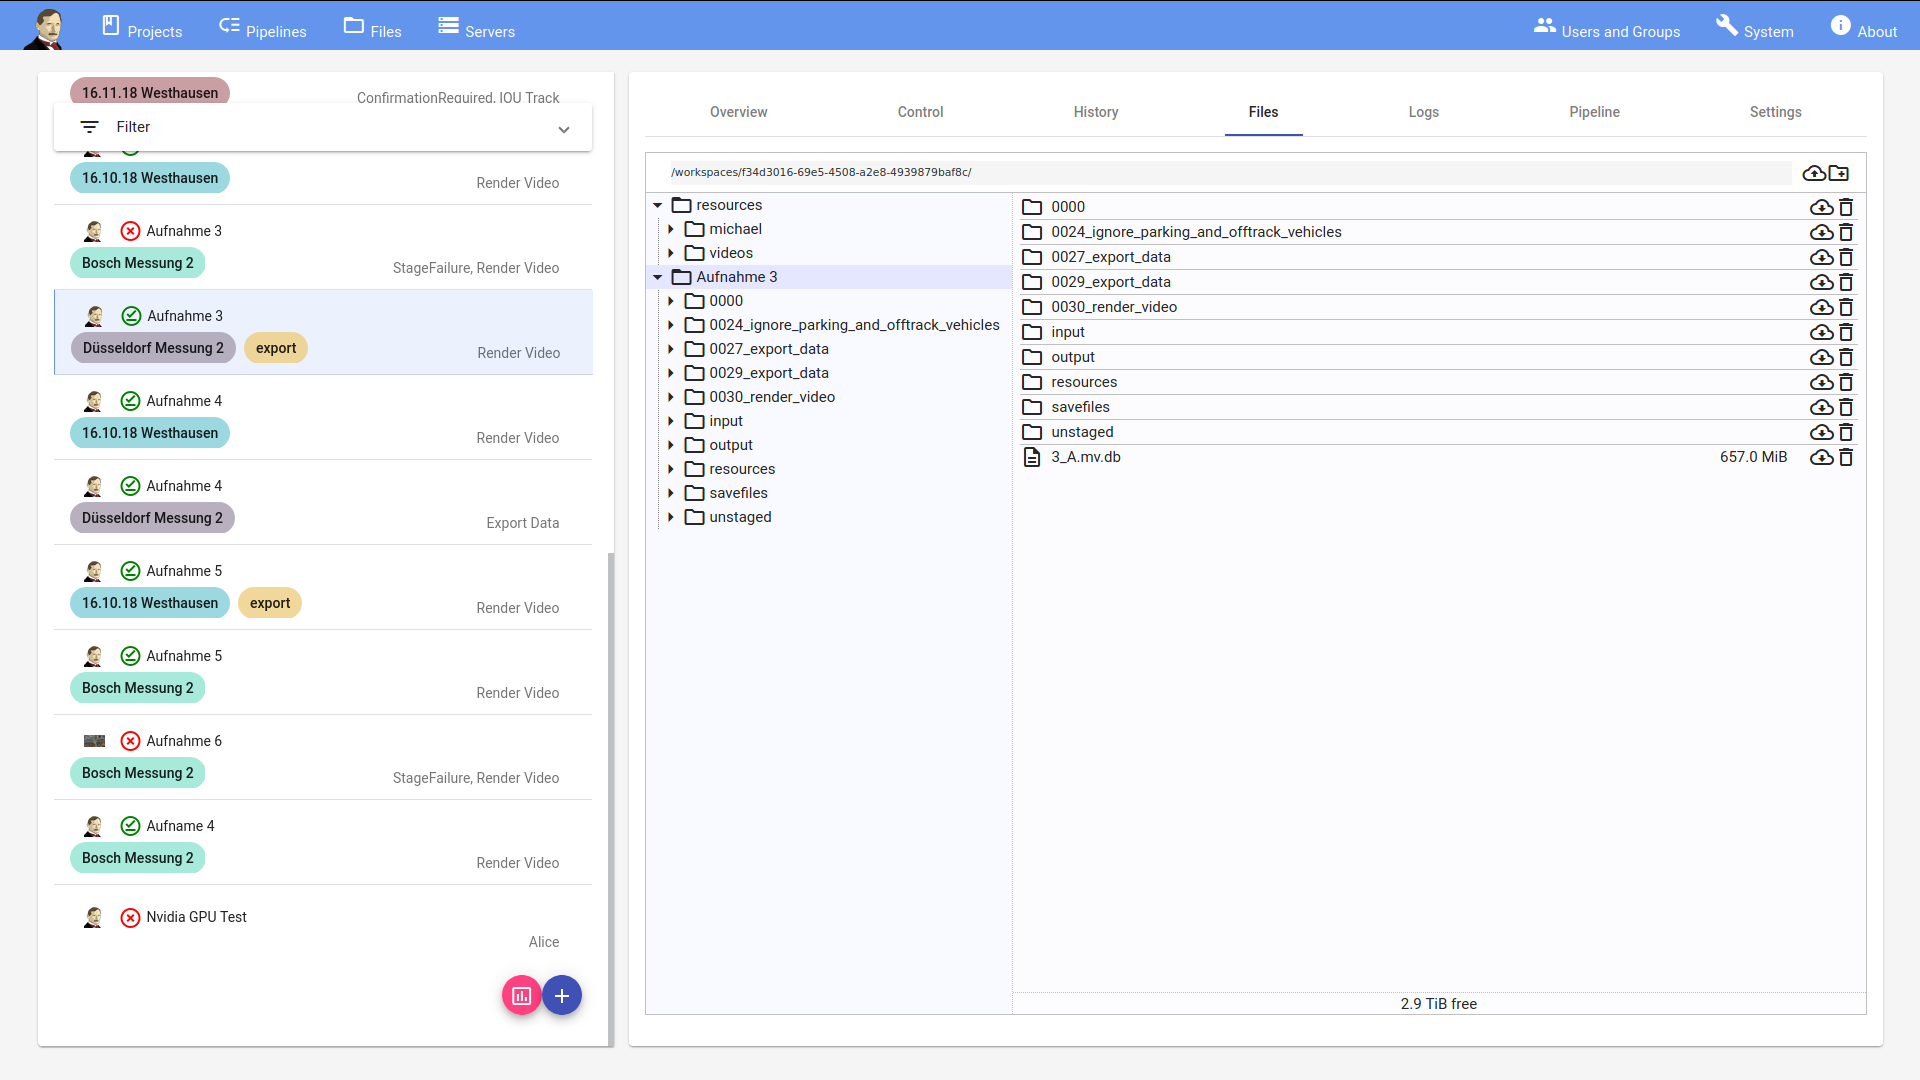 Projects
Pipelines
Files
Servers
Users and Groups
System
About
16.11.18 Westhausen
ConfirmationRequired, IOU Track
Filter
16.10.18 Westhausen
Render Video
Aufnahme 3
Bosch Messung 2
StageFailure, Render Video
Aufnahme 3
Düsseldorf Messung 2
export
Render Video
Aufnahme 4
16.10.18 Westhausen
Render Video
Aufnahme 4
Düsseldorf Messung 2
Export Data
Aufnahme 5
16.10.18 Westhausen
export
Render Video
Aufnahme 5
Bosch Messung 2
Render Video
Aufnahme 6
Bosch Messung 2
StageFailure, Render Video
Aufname 4
Bosch Messung 2
Render Video
Nvidia GPU Test
Alice
Overview
Control
History
Files
Logs
Pipeline
Settings
/workspaces/f34d3016-69e5-4508-a2e8-4939879baf8c/
resources
michael
videos
Aufnahme 3
0000
0024_ignore_parking_and_offtrack_vehicles
0027_export_data
0029_export_data
0030_render_video
input
output
resources
savefiles
unstaged
0000
0024_ignore_parking_and_offtrack_vehicles
0027_export_data
0029_export_data
0030_render_video
input
output
resources
savefiles
unstaged
3_A.mv.db
657.0 MiB
2.9 TiB free